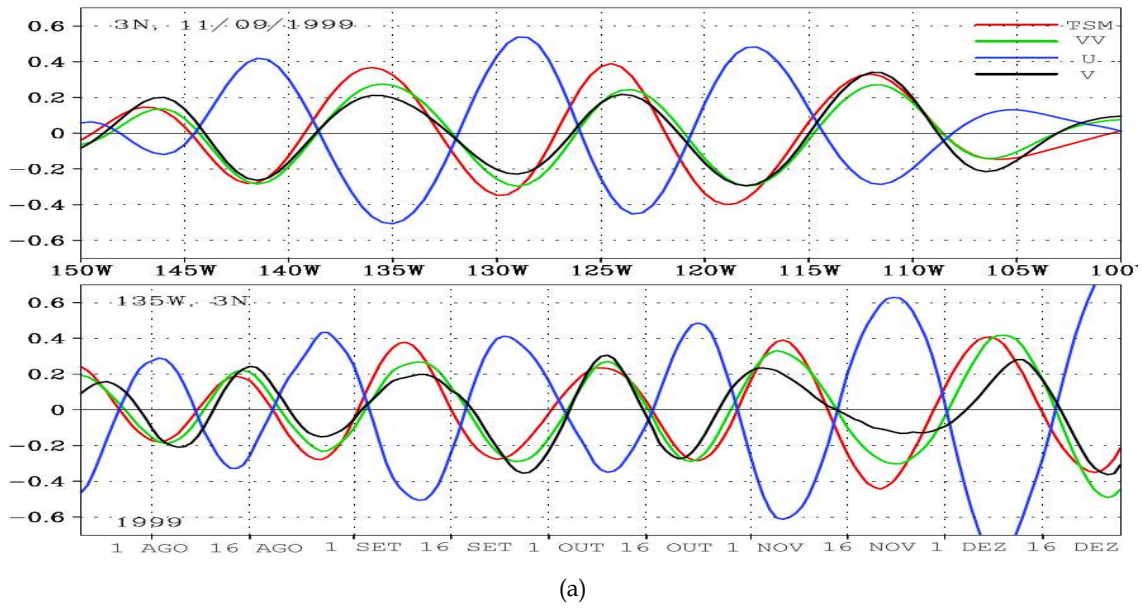 0.6
3N, 11/09/1999
TSM
VV
U
V
0.4
0.2
0
−0.2
−0.4
−0.6
150W 145W 140W 135W 130W 125W 120W 115W 110W 105W 100W
0.6
135W, 3N
0.4
0.2
0
−0.2
−0.4
−0.6
1999
1 AGO 16 AGO 1 SET 16 SET 1 OUT 16 OUT 1 NOV 16 NOV 1 DEZ 16 DEZ
(a)